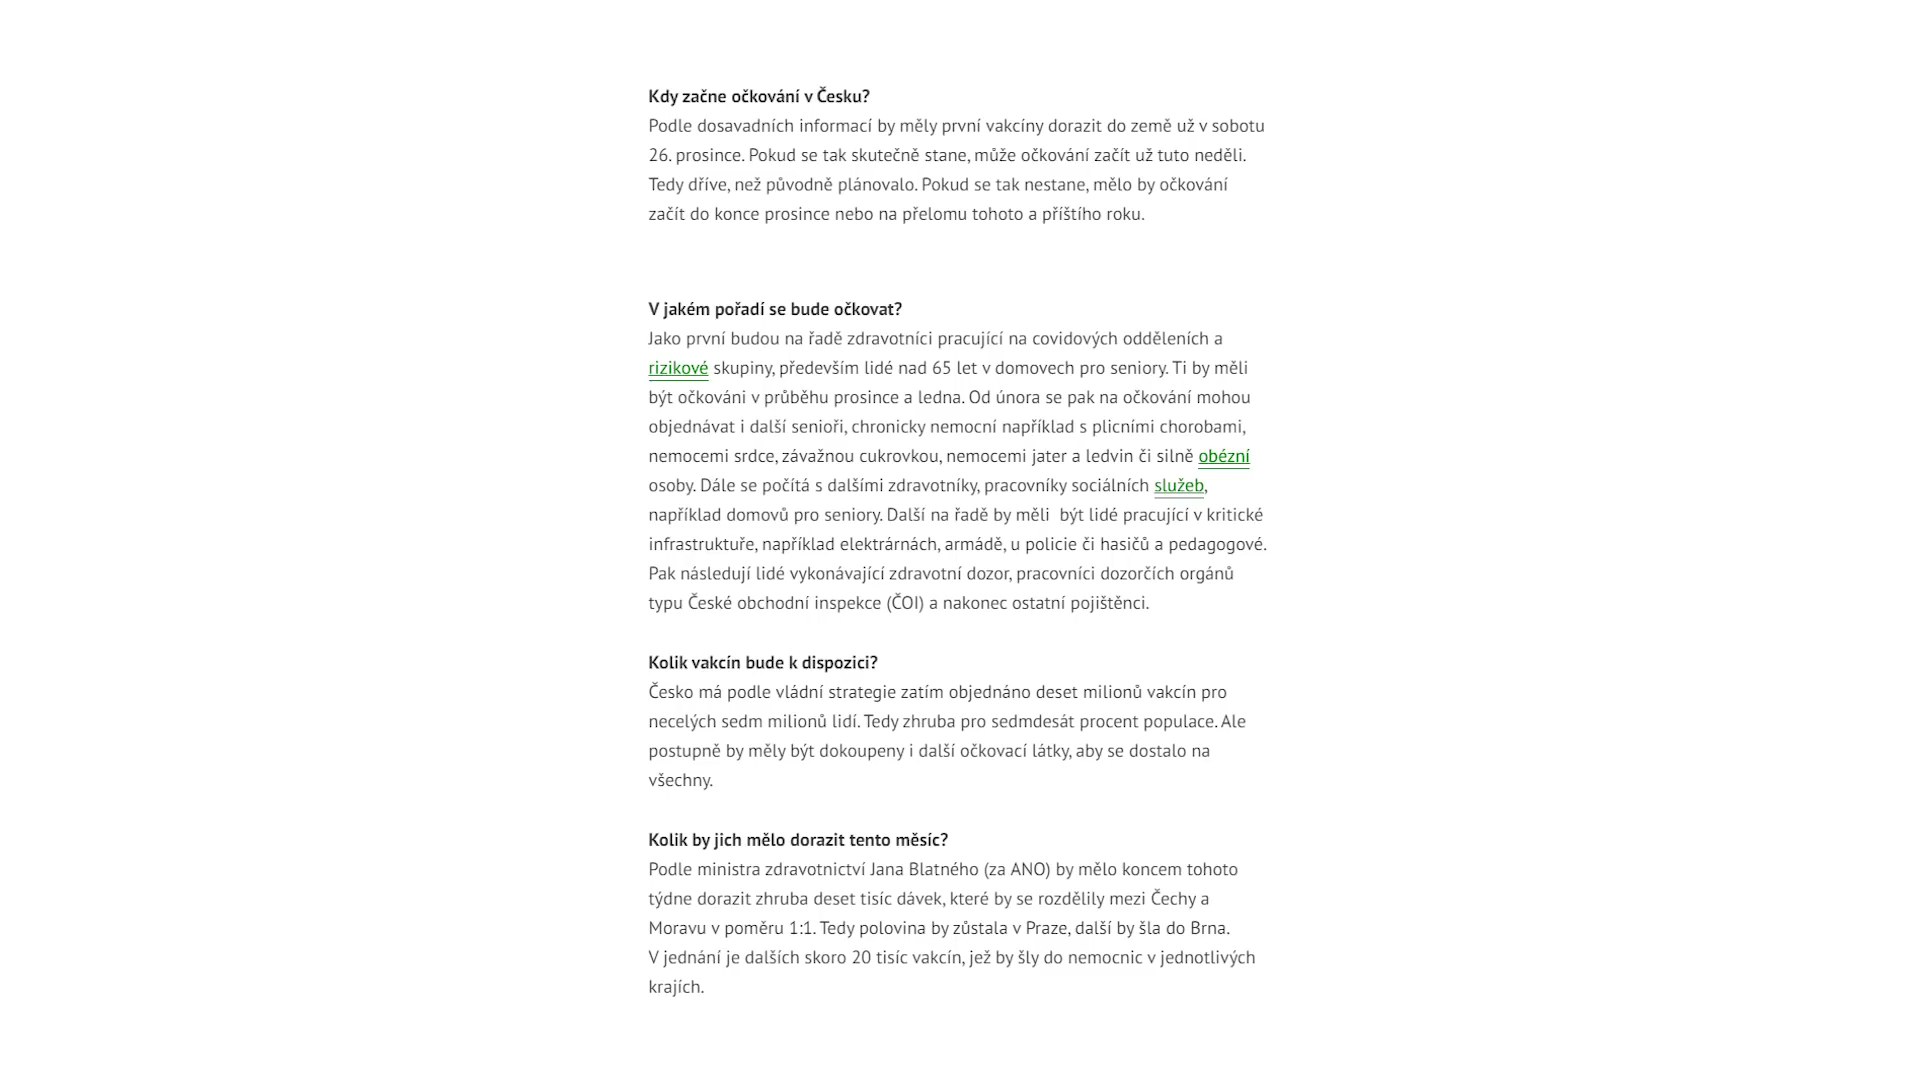 Kdy začne očkování v Česku?
Podle dosavadních informací by měly první vakcíny dorazit do země už v sobotu
26. prosince. Pokud se tak skutečně stane, může očkování začít už tuto neděli.
Tedy dříve, než původně plánovalo. Pokud se tak nestane, mělo by očkování
začít do konce prosince nebo na přelomu tohoto a příštího roku.
V jakém pořadí se bude očkovat?
Jako první budou na řadě zdravotníci pracující na covidových odděleních a
rizikové skupiny, především lidé nad 65 let v domovech pro seniory. Ti by měli
být očkováni v průběhu prosince a ledna. Od února se pak na očkování mohou
objednávat i další senioři, chronicky nemocní například s plicními chorobami,
nemocemi srdce, závažnou cukrovkou, nemocemi jater a ledvin či silně obézní
osoby. Dále se počítá s dalšími zdravotníky, pracovníky sociálních služeb,
například domovů pro seniory. Další na řadě by měli  být lidé pracující v kritické
infrastruktuře, například elektrárnách, armádě, u policie či hasičů a pedagogové.
Pak následují lidé vykonávající zdravotní dozor, pracovníci dozorčích orgánů
typu České obchodní inspekce (ČOI) a nakonec ostatní pojištěnci.
Kolik vakcín bude k dispozici?
Česko má podle vládní strategie zatím objednáno deset milionů vakcín pro
necelých sedm milionů lidí. Tedy zhruba pro sedmdesát procent populace. Ale
postupně by měly být dokoupeny i další očkovací látky, aby se dostalo na
všechny.
Kolik by jich mělo dorazit tento měsíc?
Podle ministra zdravotnictví Jana Blatného (za ANO) by mělo koncem tohoto
týdne dorazit zhruba deset tisíc dávek, které by se rozdělily mezi Čechy a
Moravu v poměru 1:1. Tedy polovina by zůstala v Praze, další by šla do Brna.
V jednání je dalších skoro 20 tisíc vakcín, jež by šly do nemocnic v jednotlivých
krajích.